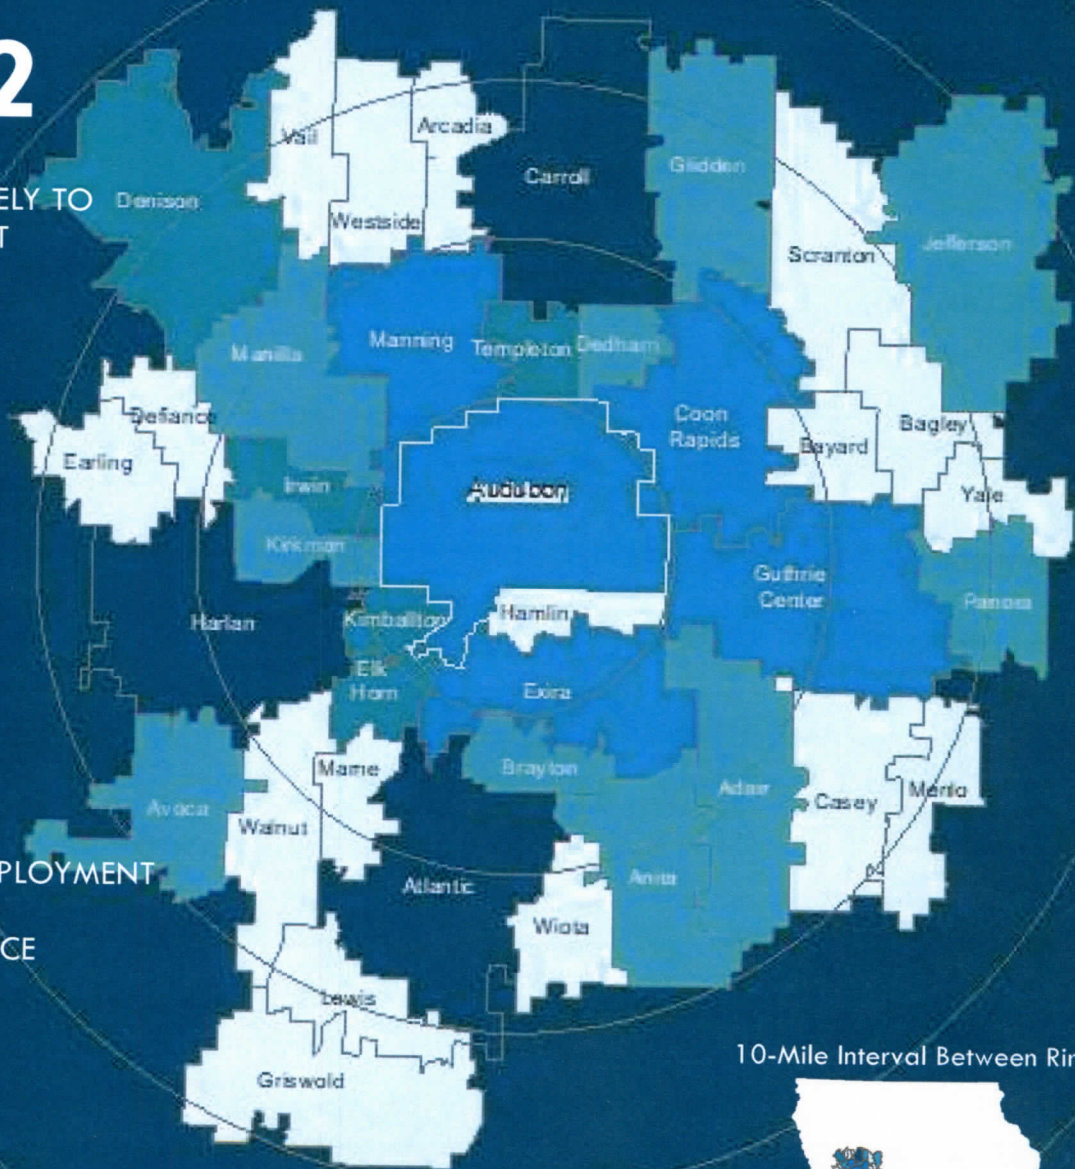 2
ELY TO
T
Vail
Arcadia
Carroll
Glidden
Denison
Westside
Jefferson
Scranton
Manning
Templeton
Dedham
Manilla
Coon
Rapids
Defiance
Bagley
Bayard
Earling
Audubon
Irwin
Yale
Kirkman
Guthrie
Center
Panora
Hamlin
Kimballton
Harlan
Elk
Horn
Exira
Marne
Brayton
Adair
Menlo
Casey
Avoca
Walnut
PLOYMENT
Anita
Atlantic
Wiota
CE
Lewis
10-Mile Interval Between Rin
Griswold